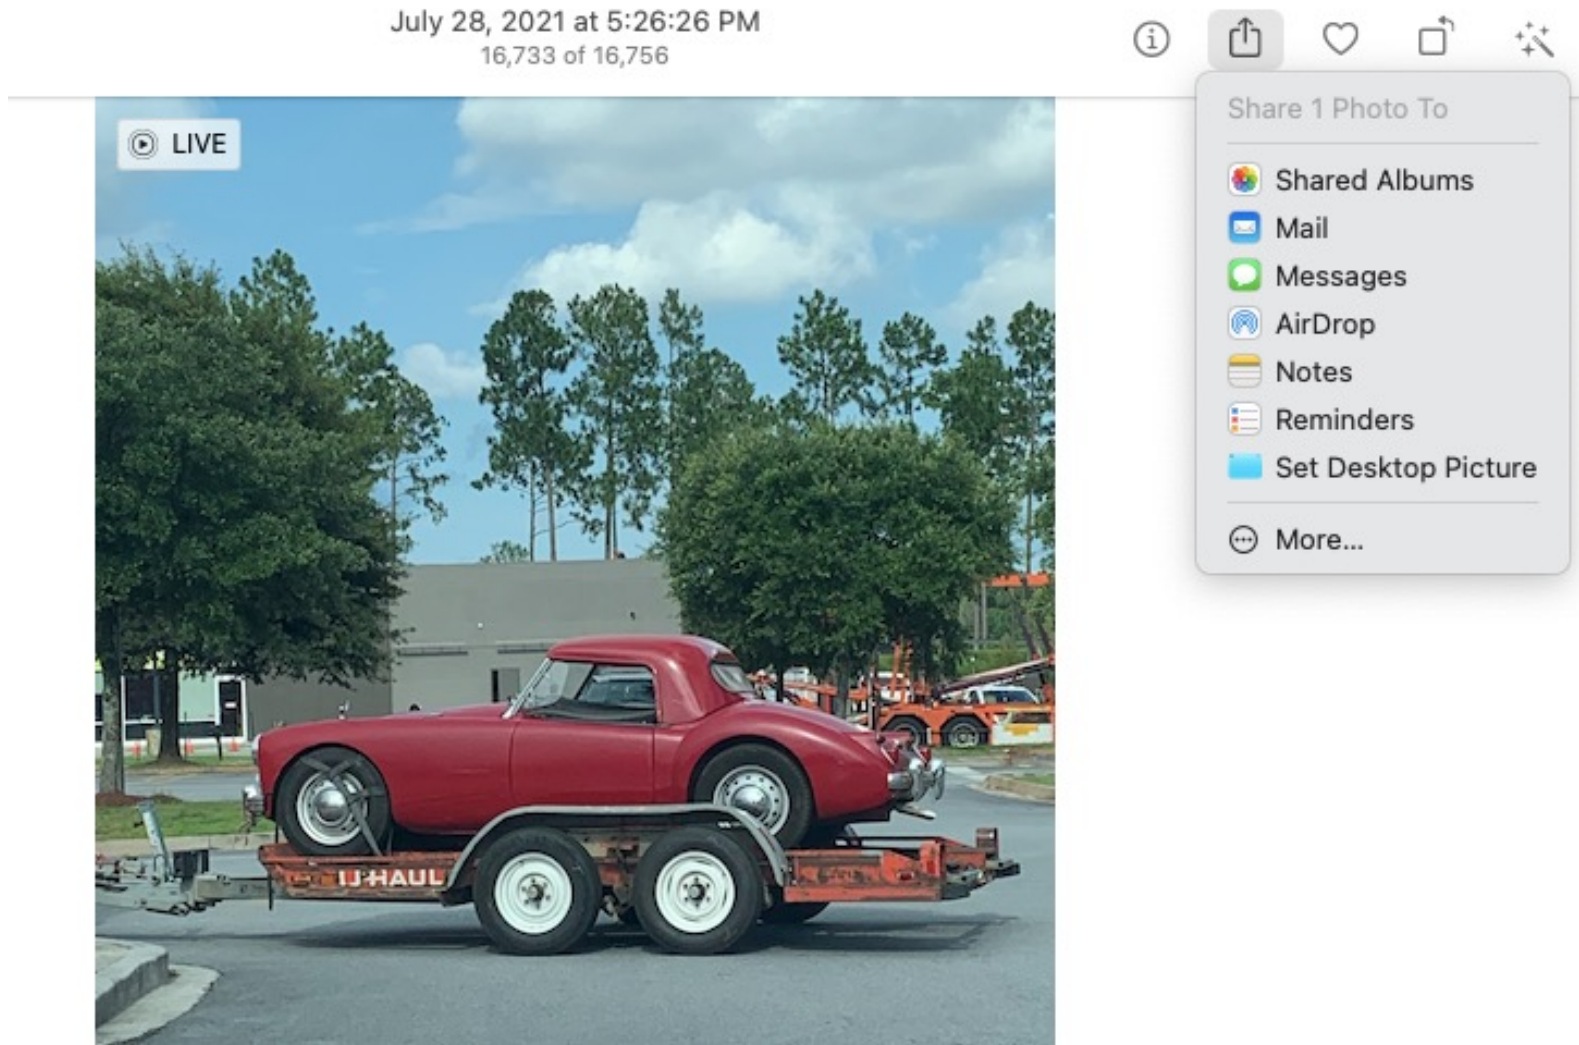 July 28, 2021 at 5:26:26 PM
16,733 of 16,756
Share 1 Photo To
LIVE
Shared Albums
Mail
Messages
AirDrop
Notes
Reminders
Set Desktop Picture
More...
U-HAUL